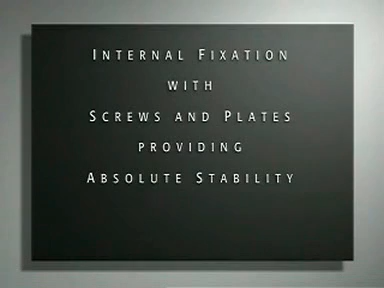 Internal Fixation
with
Screws and Plates
providing
Absolute Stability